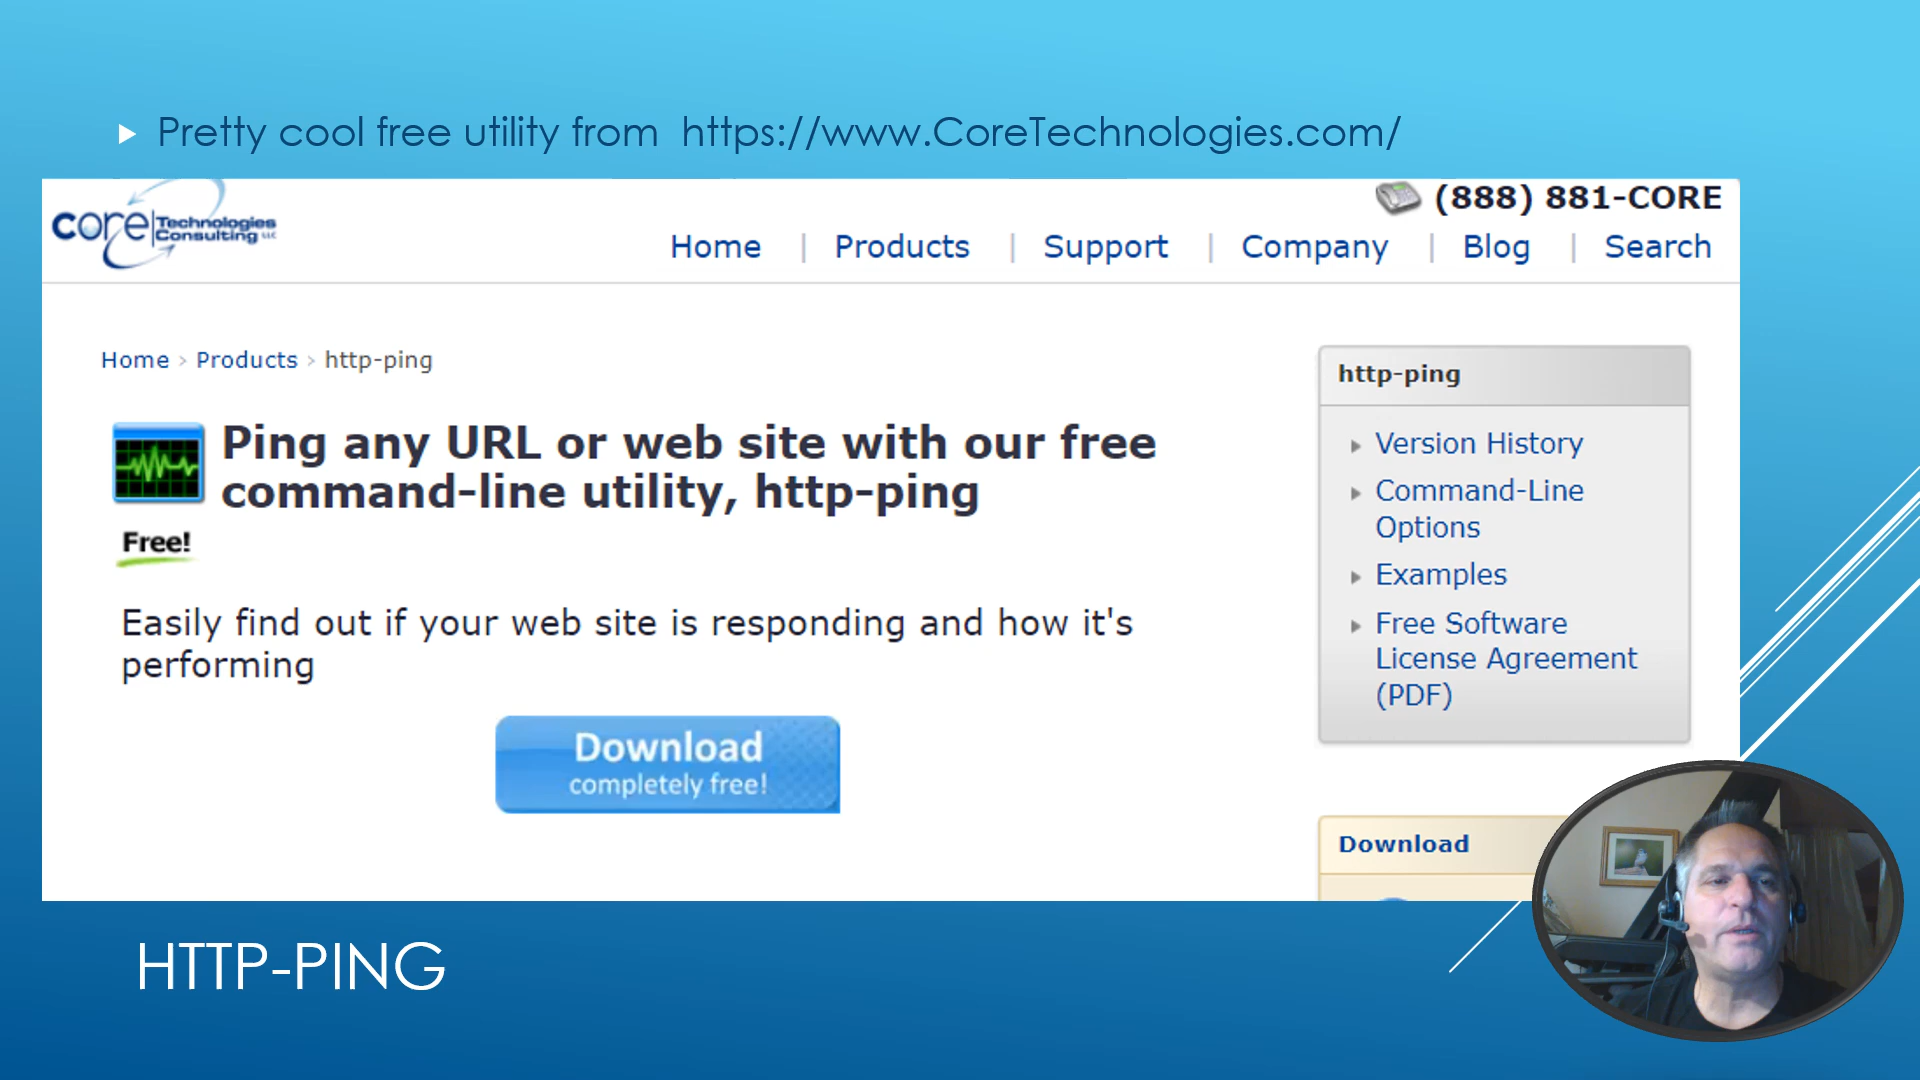 Pretty cool free utility from https://www.CoreTechnologies.com/
core Technologies
Consulting LLC
(888) 881-CORE
Home | Products | Support | Company | Blog | Search
Home > Products > http-ping
Ping any URL or web site with our free
command-line utility, http-ping
Free!
Easily find out if your web site is responding and how it's
performing
Download
completely free!
http-ping
Version History
Command-Line
Options
Examples
Free Software
License Agreement
(PDF)
Download
HTTP-PING